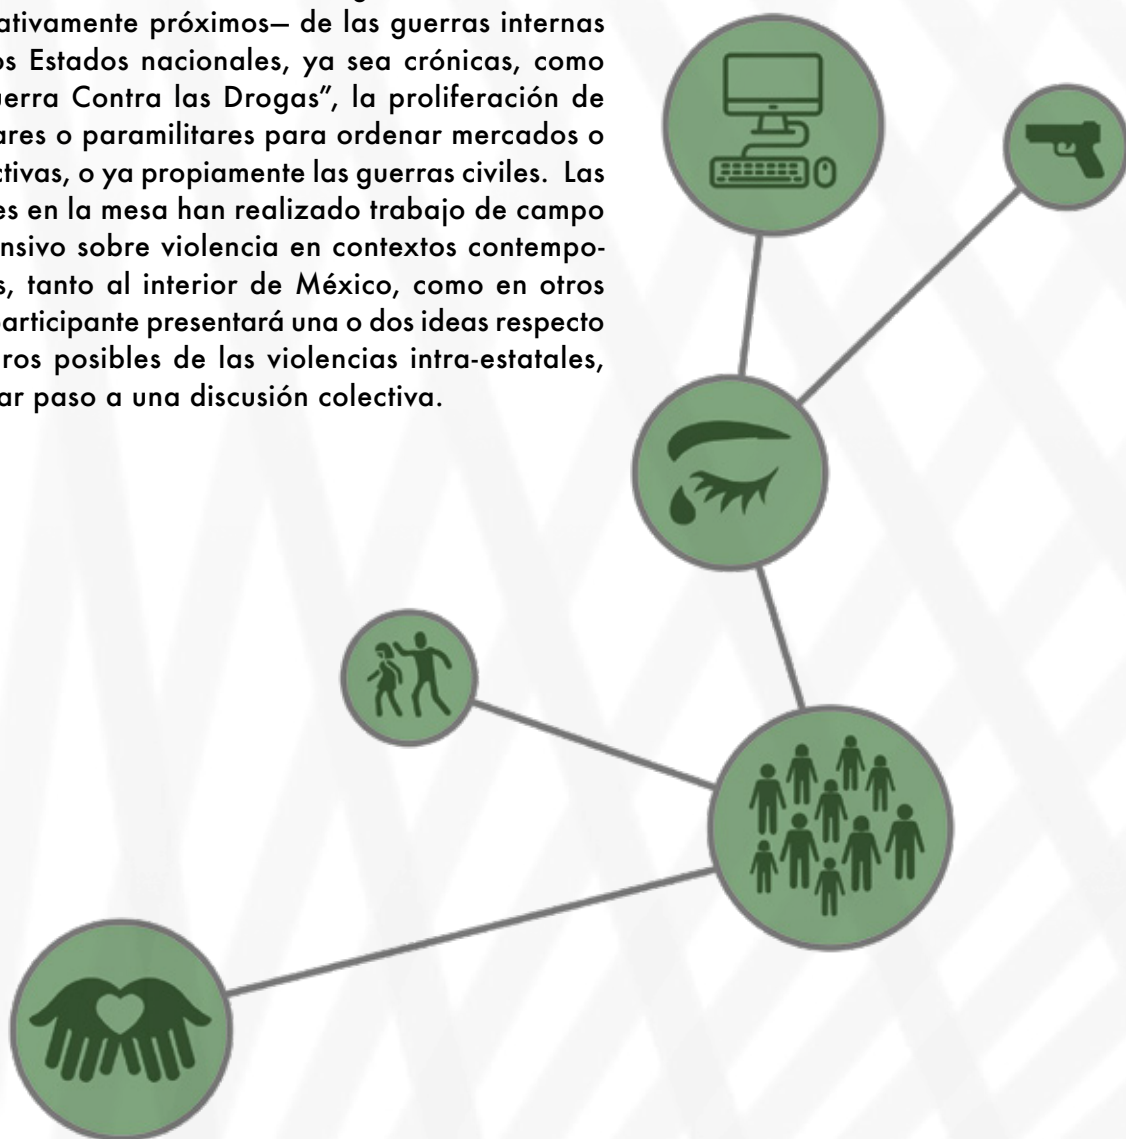 ativamente próximos— de las guerras internas
os Estados nacionales, ya sea crónicas, como
uerra Contra las Drogas”, la proliferación de
ares o paramilitares para ordenar mercados o
ctivas, o ya propiamente las guerras civiles. Las
es en la mesa han realizado trabajo de campo
ensivo sobre violencia en contextos contempo-
s, tanto al interior de México, como en otros
participante presentará una o dos ideas respecto
ros posibles de las violencias intra-estatales,
ar paso a una discusión colectiva.